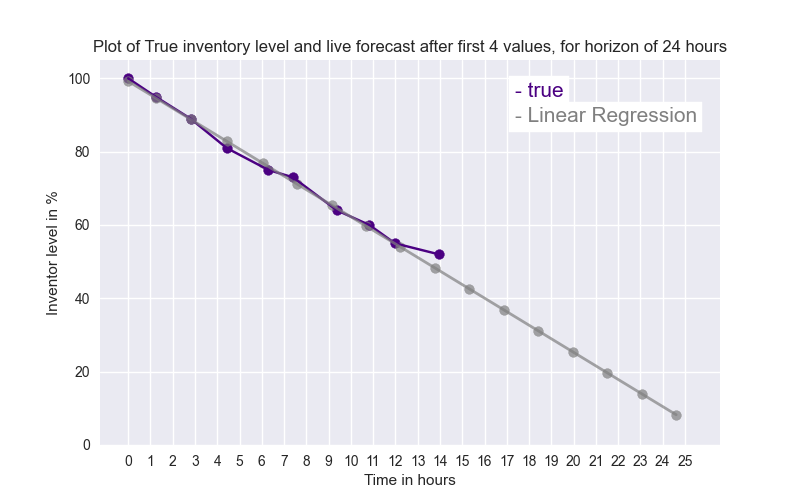 Plot of True inventory level and live forecast after first 4 values, for horizon of 24 hours
- true
- Linear Regression
100
80
60
40
20
0
Inventor level in %
0 1 2 3 4 5 6 7 8 9 10 11 12 13 14 15 16 17 18 19 20 21 22 23 24 25
Time in hours